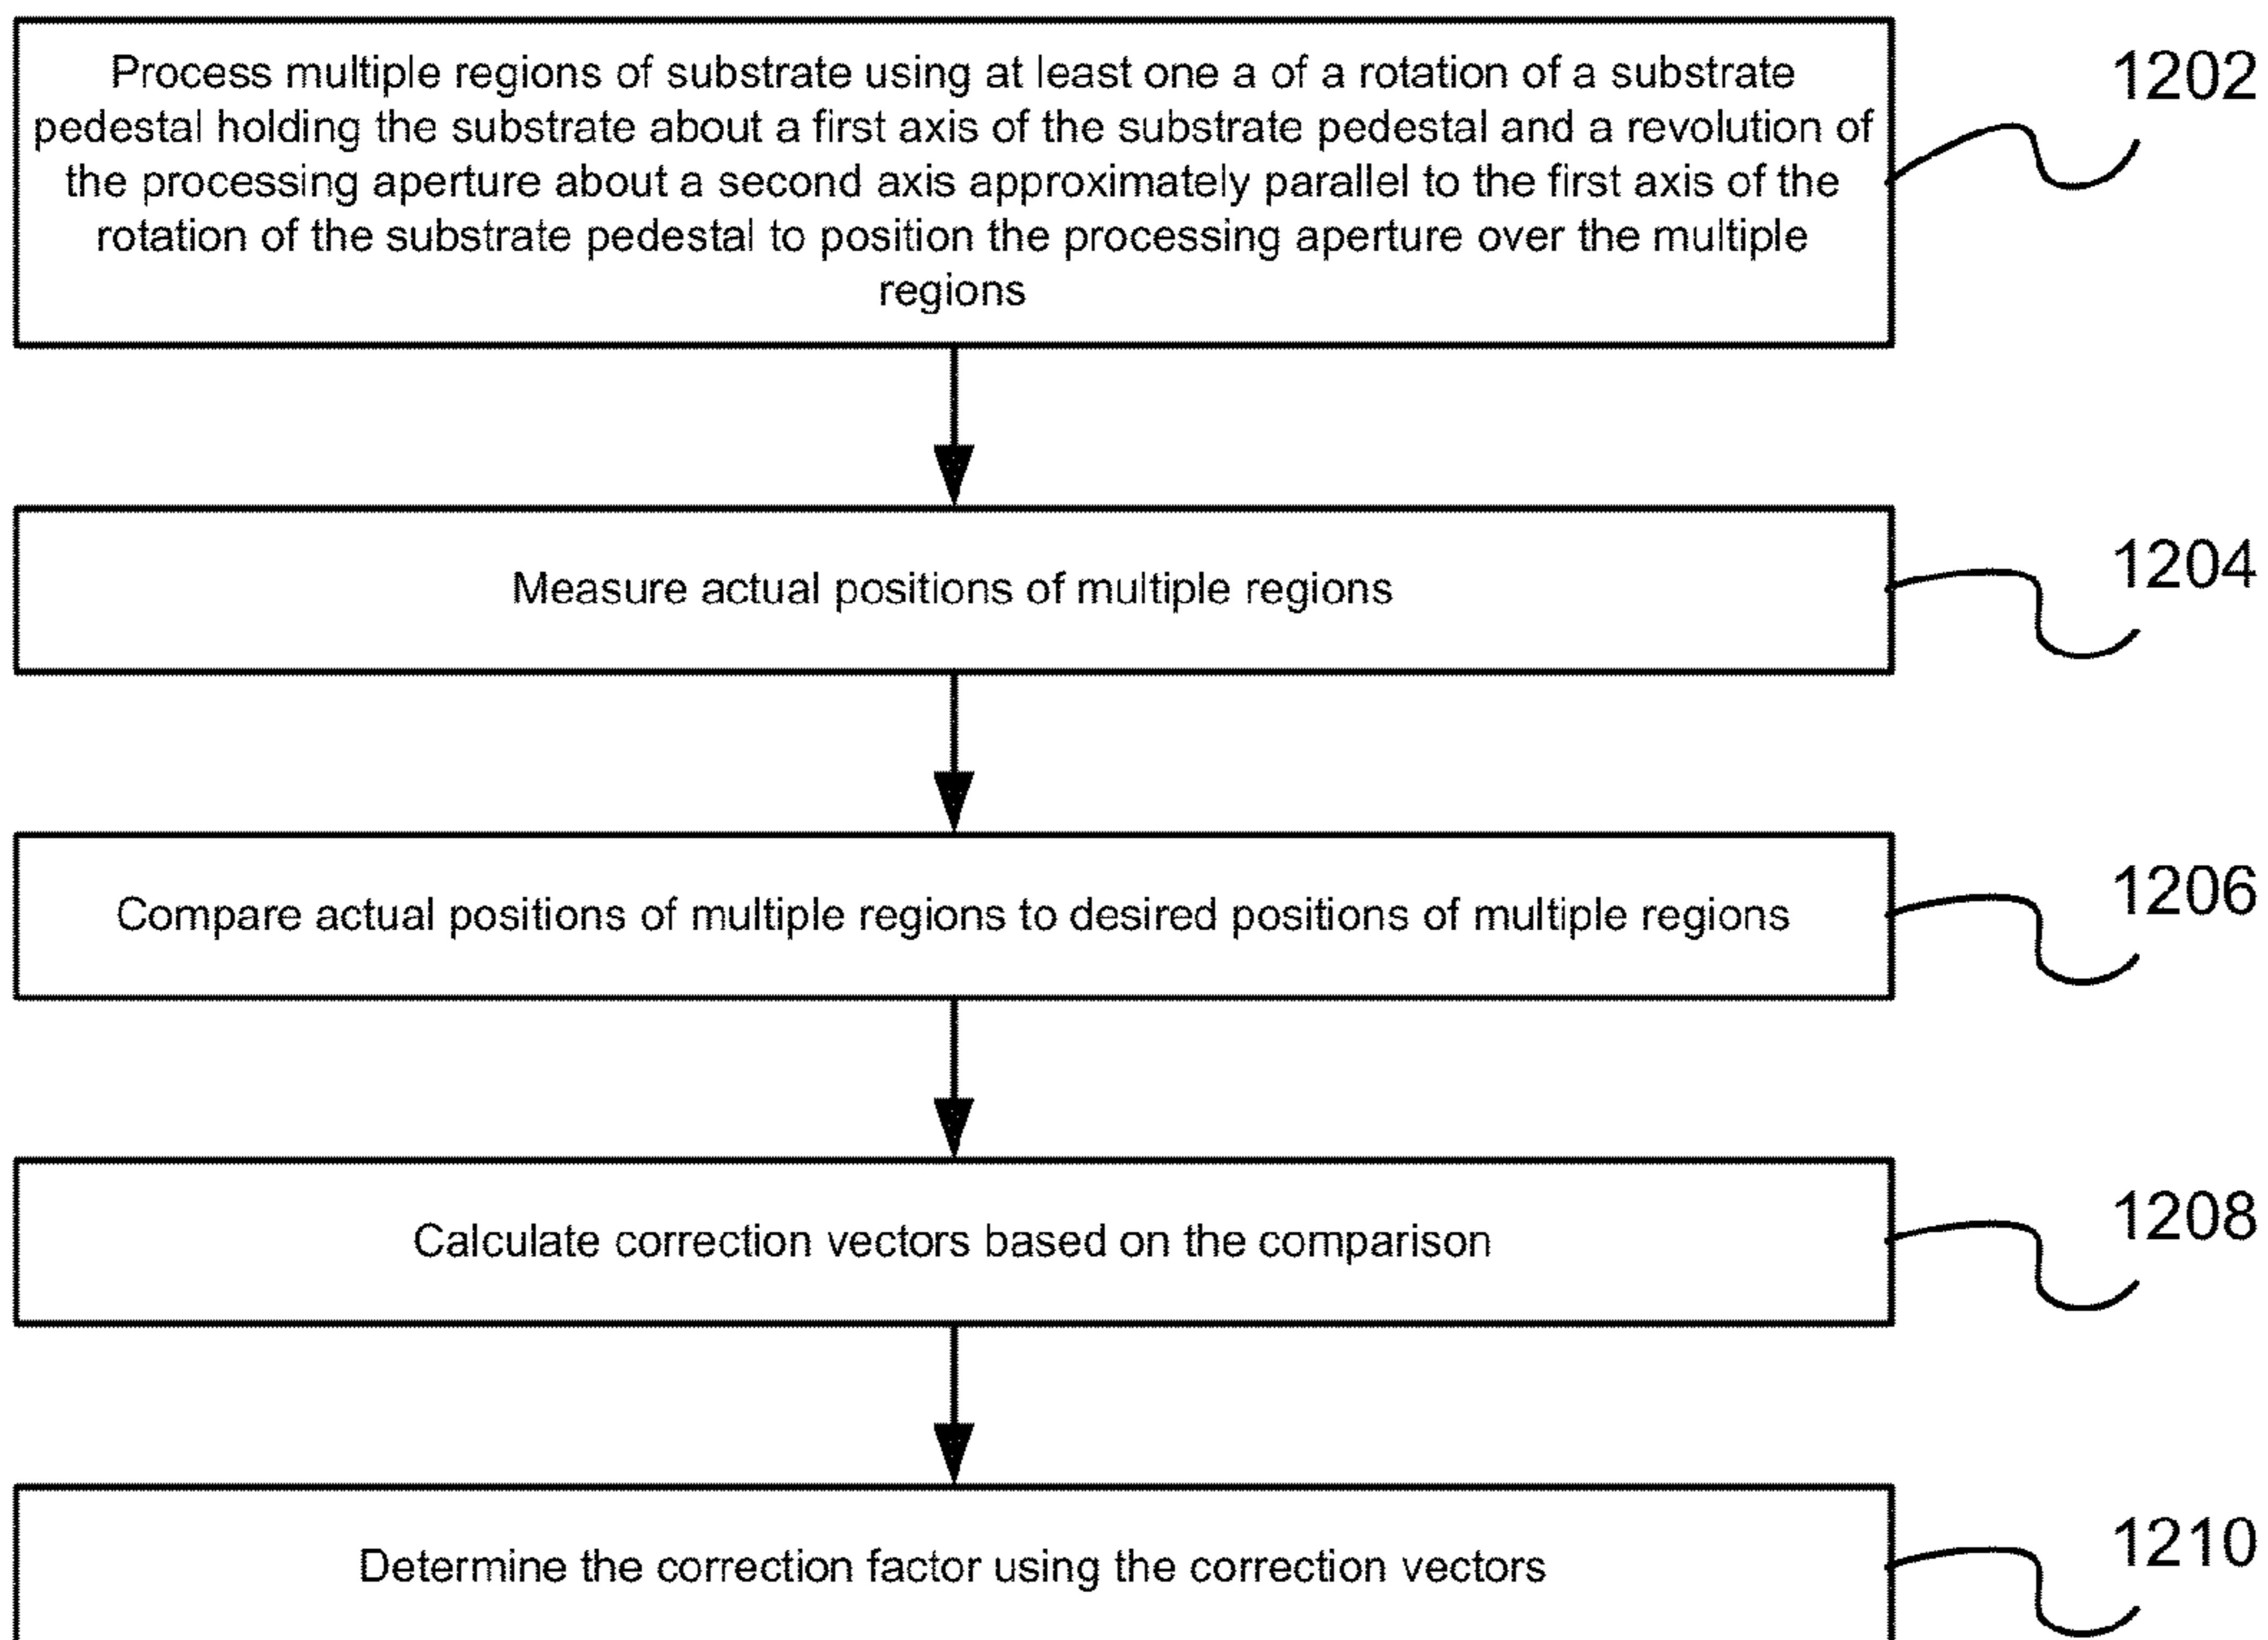 Process multiple regions of substrate using at least one a of a rotation of a substrate
pedestal holding the substrate about a first axis of the substrate pedestal and a revolution of
the processing aperture about a second axis approximately parallel to the first axis of the
rotation of the substrate pedestal to position the processing aperture over the multiple
regions
1202
Measure actual positions of multiple regions
1204
Compare actual positions of multiple regions to desired positions of multiple regions
1206
Calculate correction vectors based on the comparison
1208
Determine the correction factor using the correction vectors
1210